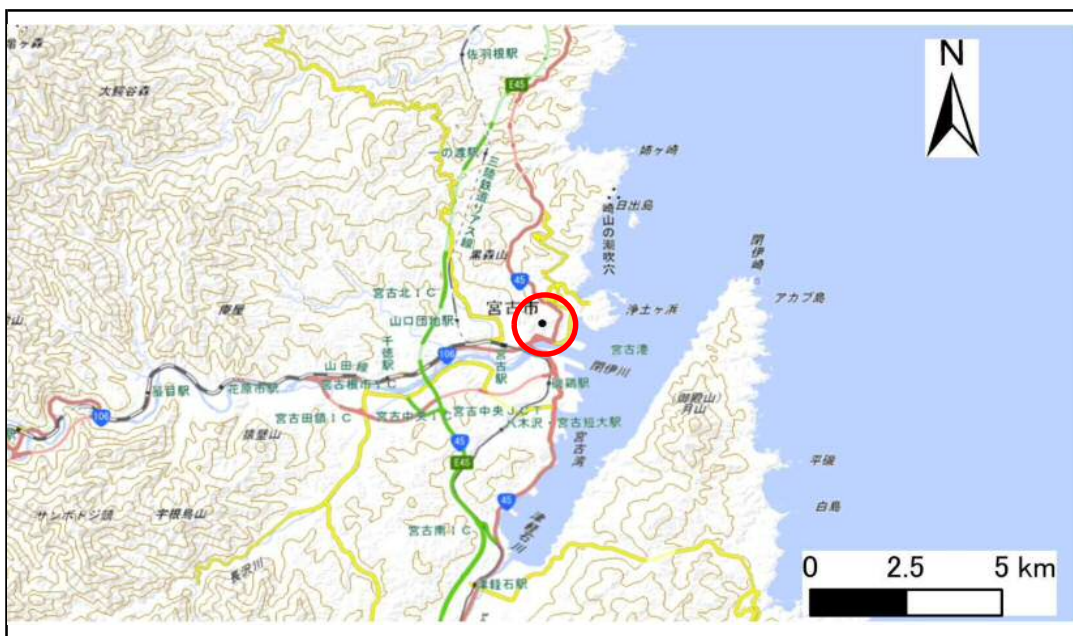 佐羽根駅
E45
大飼谷森
N
一の渡駅
三陸鉄道リアス線
姉ヶ崎
日出島
崎山の潮吹穴
黒森山
閉伊崎
45
宮古北IC
宮古市
浄土ヶ浜
アカブ島
南屋
山口団地駅
宮古港
千徳駅
106
宮古駅
閉伊川
山田線
磯鶏駅
(御殿山)
月山
蟇目駅
花原市駅
宮古根市IC
106
宮古田鎖IC
宮古中央IC
宮古中央JCT
八木沢・宮古短大駅
宮古湾
45
E45
平磯
白島
サンボトジ頭
宇根鳥山
45
宮古南IC
津軽石川
長沢川
津軽石駅
0 2.5 5 km